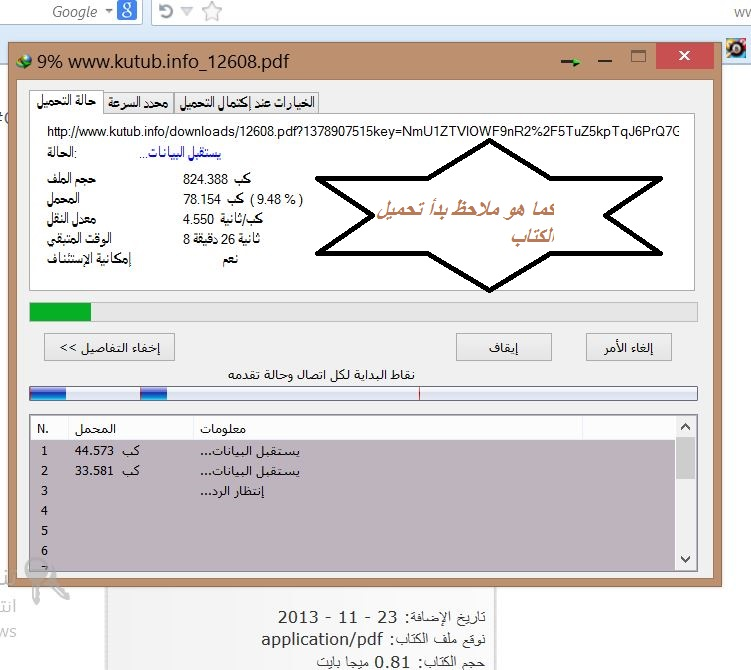 Google
ww
9% www.kutub.info_12608.pdf
حالة التحميل
محدد السرعة
الخيارات عند إكتمال التحميل
http://www.kutub.info/downloads/12608.pdf?1378907515key=NmU1ZTVlOWF9nR2%2F5TuZ5kpTqJ6PrQ7G
الحالة:
يستقبل البيانات...
حجم الملف
824.388 كب
المحمل
78.154 كب ( 9.48 % )
معدل النقل
4.550 كب/ثانية
الوقت المتبقي
8 دقيقة 26 ثانية
إمكانية الإستئناف
نعم
كما هو ملاحظ بدأ تحميل
الكتاب
إخفاء التفاصيل >>
إيقاف
إلغاء الأمر
نقاط البداية لكل اتصال وحالة تقدمه
N. المحمل معلومات
1 44.573 كب يستقبل البيانات...
2 33.581 كب يستقبل البيانات...
3 إنتظار الرد...
4
5
6
تاريخ الإضافة: 23 - 11 - 2013
نوقع ملف الكتاب: application/pdf
حجم الكتاب: 0.81 ميجا بايت